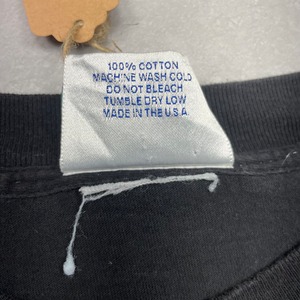 100% COTTON
MACHINE WASH COLD
DO NOT BLEACH
TUMBLE DRY LOW
MADE IN THE U.S.A.